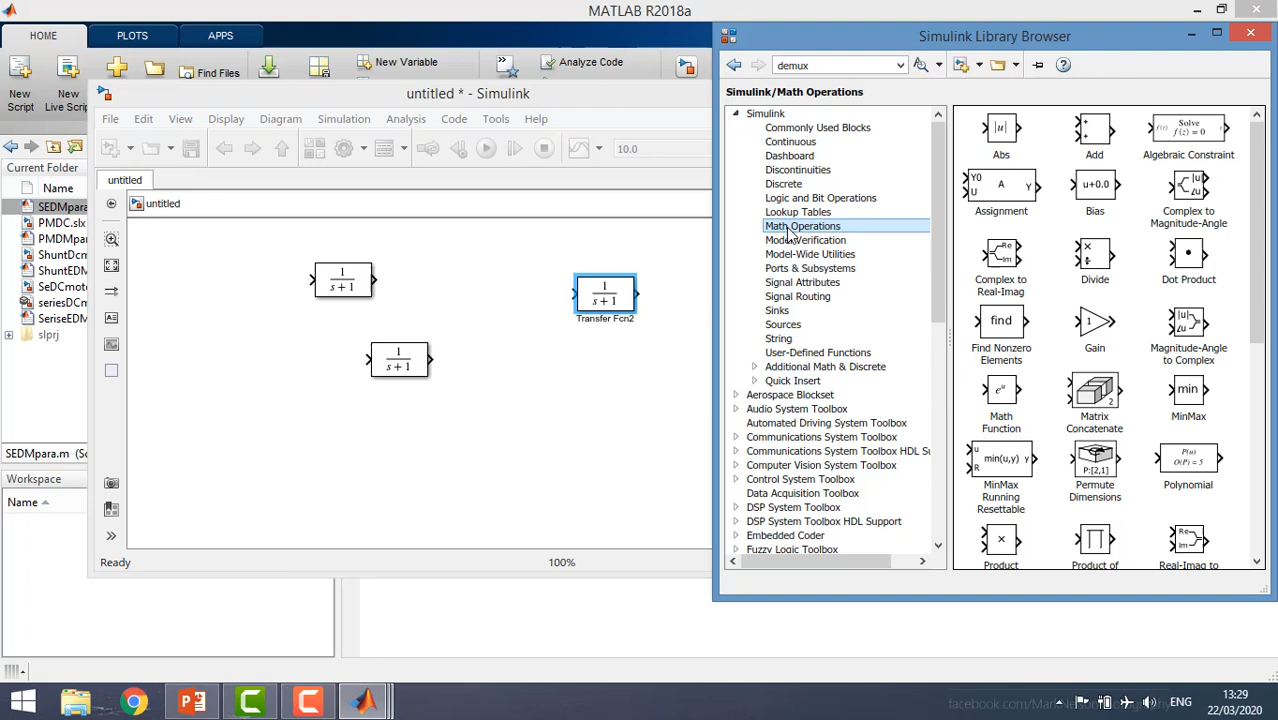 MATLAB R2018a
HOME
PLOTS
APPS
New
Script
New
Live Scri
Find Files
New Variable
Analyze Code
Current Folder
Name
SEDMpara
PMDC.slx
PMDMpar
ShuntDcm
ShuntEDM
SeDCmoto
seriesDCm
SeriseEDM
slprj
SEDMpara.m (Sc
Workspace
Name
untitled * - Simulink
File
Edit
View
Display
Diagram
Simulation
Analysis
Code
Tools
Help
10.0
untitled
untitled
1
s + 1
1
s + 1
1
s + 1
Transfer Fcn2
Ready
100%
Simulink Library Browser
demux
Simulink/Math Operations
Simulink
Commonly Used Blocks
Continuous
Dashboard
Discontinuities
Discrete
Logic and Bit Operations
Lookup Tables
Math Operations
Model Verification
Model-Wide Utilities
Ports & Subsystems
Signal Attributes
Signal Routing
Sinks
Sources
String
User-Defined Functions
Additional Math & Discrete
Quick Insert
Aerospace Blockset
Audio System Toolbox
Automated Driving System Toolbox
Communications System Toolbox
Communications System Toolbox HDL Su
Computer Vision System Toolbox
Control System Toolbox
Data Acquisition Toolbox
DSP System Toolbox
DSP System Toolbox HDL Support
Embedded Coder
Fuzzy Logic Toolbox
|u|
Abs
+
+
Add
f(z)
Solve
f(z) = 0
z
Algebraic Constraint
Y0
U
A
Y
Assignment
u+0.0
Bias
|u|
∠u
Complex to
Magnitude-Angle
Re
Im
Complex to
Real-Imag
×
÷
Divide
Dot Product
find
Find Nonzero
Elements
1
Gain
|u|
∠u
Magnitude-Angle
to Complex
e^u
Math
Function
2
Matrix
Concatenate
min
MinMax
u
R
min(u,y)
y
MinMax
Running
Resettable
P:[2,1]
Permute
Dimensions
P(u)
O(P) = 5
Polynomial
×
Product
Product of
Re
Im
Real-Imag to
ENG
13:29
22/03/2020